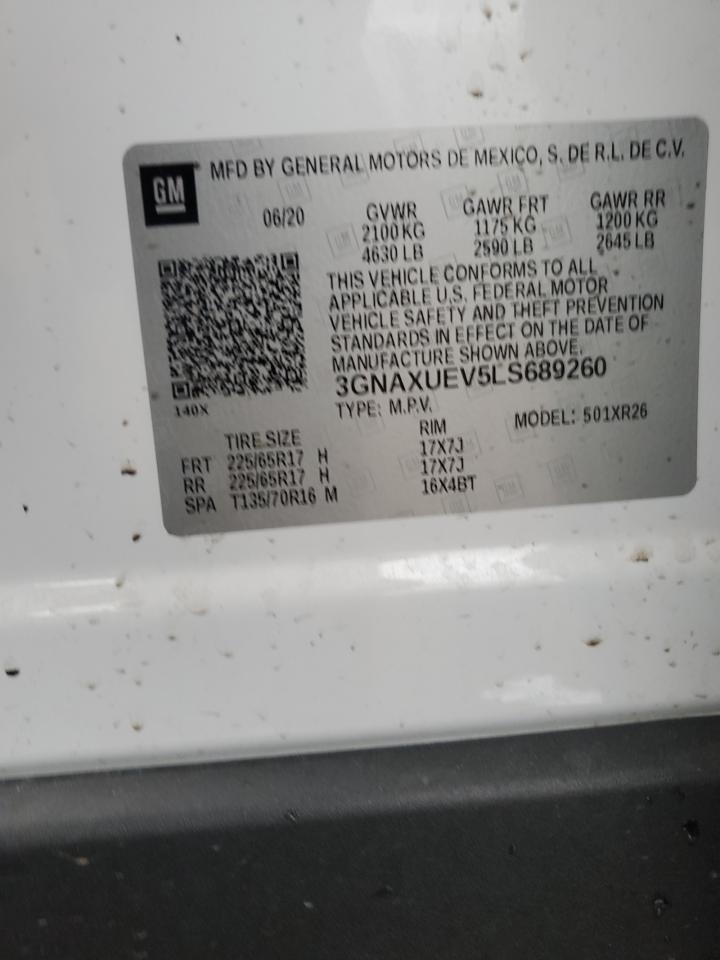 GM MFD BY GENERAL MOTORS DE MEXICO, S. DE R.L. DE C.V.
06/20 GVWR GAWR FRT GAWR RR
2100 KG 1175 KG 1200 KG
4630 LB 2590 LB 2645 LB
THIS VEHICLE CONFORMS TO ALL
APPLICABLE U.S. FEDERAL MOTOR
VEHICLE SAFETY AND THEFT PREVENTION
STANDARDS IN EFFECT ON THE DATE OF
MANUFACTURE SHOWN ABOVE.
3GNAXUEV5LS689260
140X
TYPE: M.P.V. MODEL: 501XR26
TIRE SIZE RIM
FRT 225/65R17 H 17X7J
RR 225/65R17 H 17X7J
SPA T135/70R16 M 16X4BT